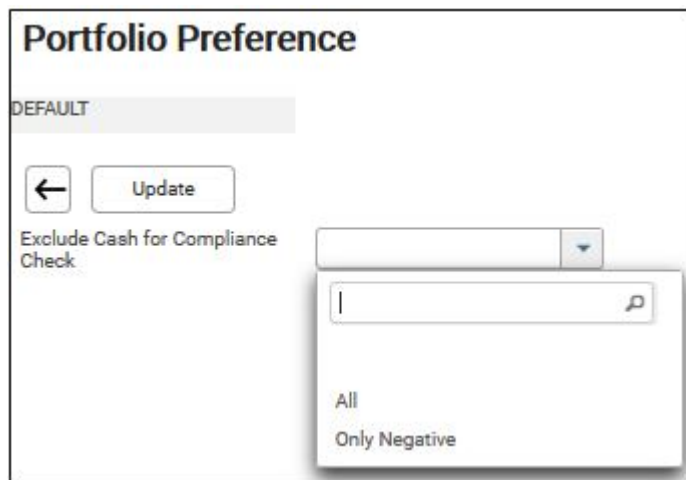 Portfolio Preference
DEFAULT
Update
Exclude Cash for Compliance
Check
All
Only Negative